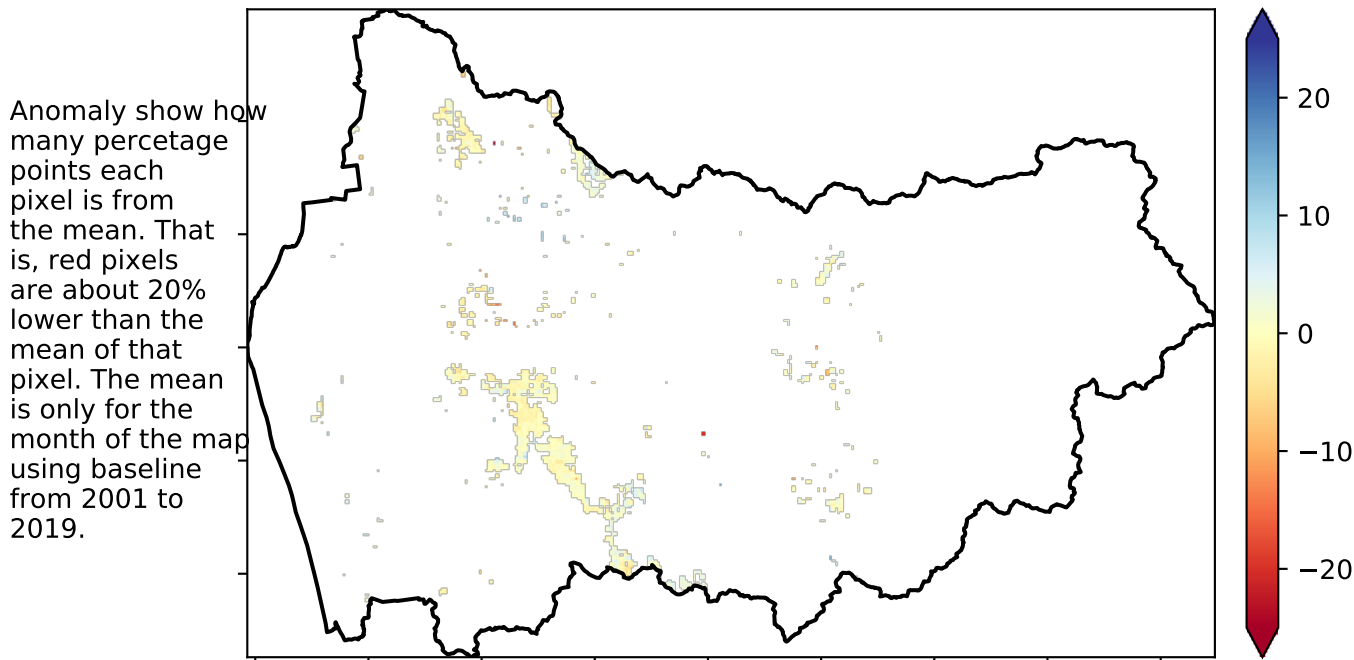 Anomaly show how
many percetage
points each
pixel is from
the mean. That
is, red pixels
are about 20%
lower than the
mean of that
pixel. The mean
is only for the
month of the map
using baseline
from 2001 to
2019.
20
10
0
−10
−20